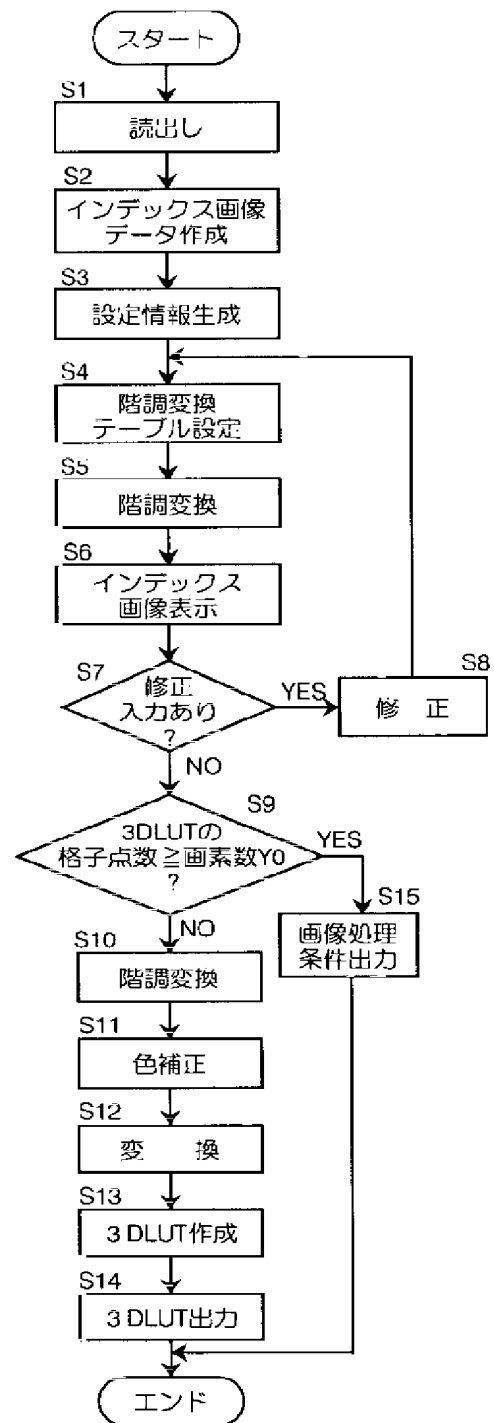 スタート
S1
読出し
S2
インデックス画像
データ作成
S3
設定情報生成
S4
階調変換
テーブル設定
S5
階調変換
S6
インデックス
画像表示
S7
修正
入力あり
?
YES
S8
修 正
NO
S9
3DLUTの
格子点数≧画素数Y0
?
YES
S15
画像処理
条件出力
NO
S10
階調変換
S11
色補正
S12
変 換
S13
3DLUT作成
S14
3DLUT出力
エンド